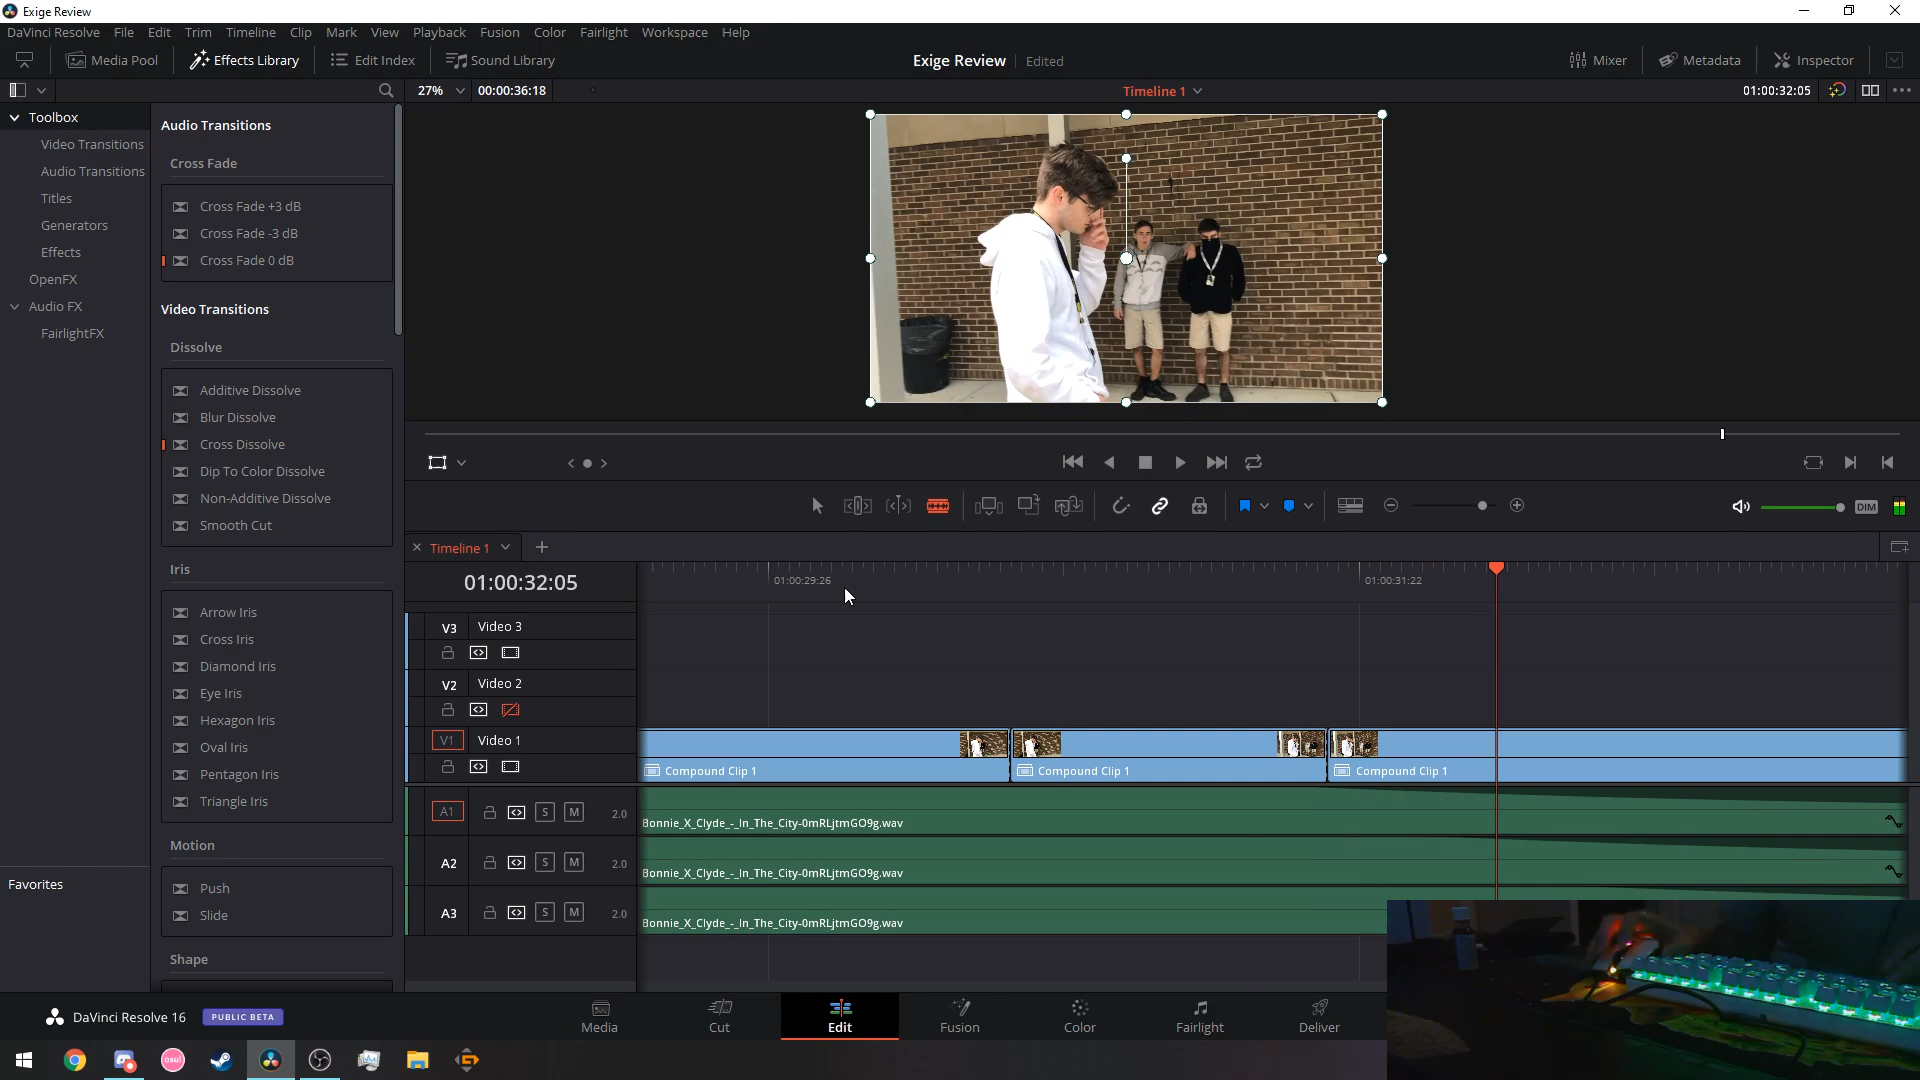 Exige Review
DaVinci Resolve File Edit Trim Timeline Clip Mark View Playback Fusion Color Fairlight Workspace Help
Media Pool Effects Library Edit Index Sound Library Exige Review Edited Mixer Metadata Inspector
27% 00:00:36:18 Timeline 1 01:00:32:05
Toolbox
Video Transitions
Audio Transitions
Titles
Generators
Effects
OpenFX
Audio FX
FairlightFX
Favorites
Audio Transitions
Cross Fade
Cross Fade +3 dB
Cross Fade -3 dB
Cross Fade 0 dB
Video Transitions
Dissolve
Additive Dissolve
Blur Dissolve
Cross Dissolve
Dip To Color Dissolve
Non-Additive Dissolve
Smooth Cut
Iris
Arrow Iris
Cross Iris
Diamond Iris
Eye Iris
Hexagon Iris
Oval Iris
Pentagon Iris
Triangle Iris
Motion
Push
Slide
Shape
DIM
Timeline 1
01:00:32:05 01:00:29:26 01:00:31:22
V3 Video 3
V2 Video 2
V1 Video 1
Compound Clip 1 Compound Clip 1 Compound Clip 1
A1 S M 2.0
Bonnie_X_Clyde_-_In_The_City-0mRLjtmGO9g.wav
A2 S M 2.0
Bonnie_X_Clyde_-_In_The_City-0mRLjtmGO9g.wav
A3 S M 2.0
Bonnie_X_Clyde_-_In_The_City-0mRLjtmGO9g.wav
DaVinci Resolve 16 PUBLIC BETA
Media Cut Edit Fusion Color Fairlight Deliver
osu!